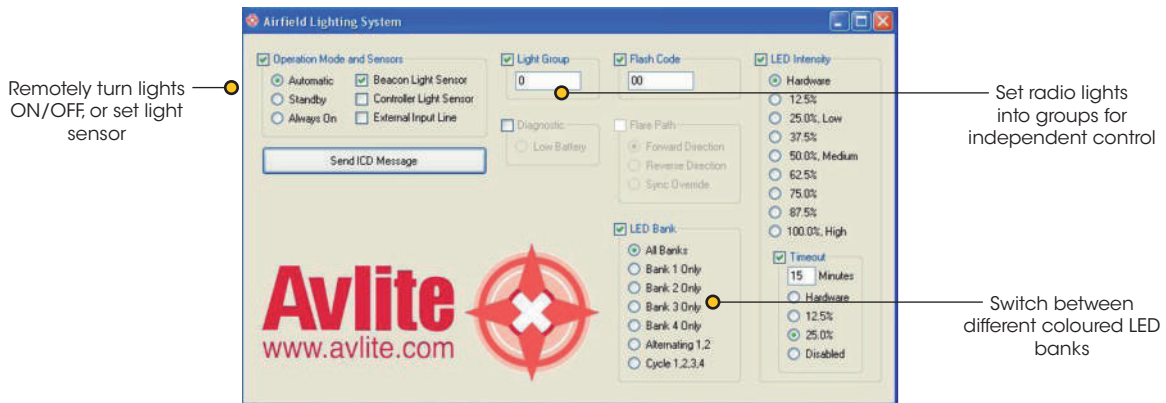 Airfield Lighting System
Remotely turn lights
ON/OFF, or set light
sensor
Operation Mode and Sensors
Automatic
Standby
Always On
Beacon Light Sensor
Controller Light Sensor
External Input Line
Send ICD Message
Light Group
0
Diagnostic
Low Battery
Flash Code
00
Flare Path
Forward Direction
Reverse Direction
Sync Override
LED Bank
All Banks
Bank 1 Only
Bank 2 Only
Bank 3 Only
Bank 4 Only
Alternating 1,2
Cycle 1,2,3,4
LED Intensity
Hardware
12.5%
25.0%, Low
37.5%
50.0%, Medium
62.5%
75.0%
87.5%
100.0%, High
Timeout
15 Minutes
Hardware
12.5%
25.0%
Disabled
Avlite
www.avlite.com
Set radio lights
into groups for
independent control
Switch between
different coloured LED
banks